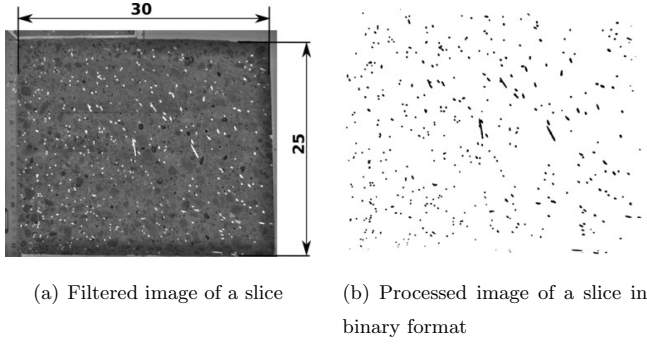 30
25
(a) Filtered image of a slice
(b) Processed image of a slice in
binary format